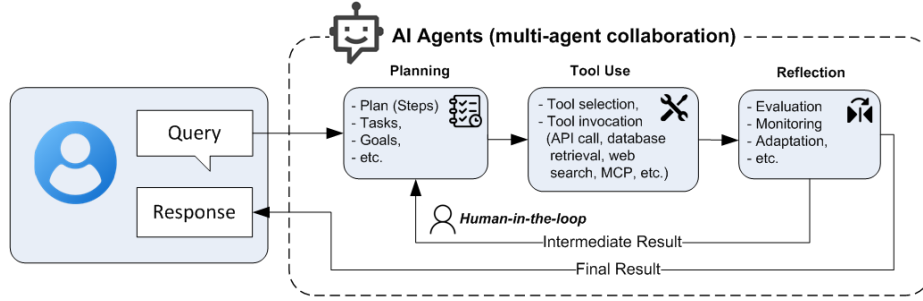 AI Agents (multi-agent collaboration)
Planning
Tool Use
Reflection
Query
Response
- Plan (Steps)
- Tasks,
- Goals,
- etc.
- Tool selection,
- Tool invocation
(API call, database
retrieval, web
search, MCP, etc.)
- Evaluation
- Monitoring
- Adaptation,
- etc.
Human-in-the-loop
Intermediate Result
Final Result